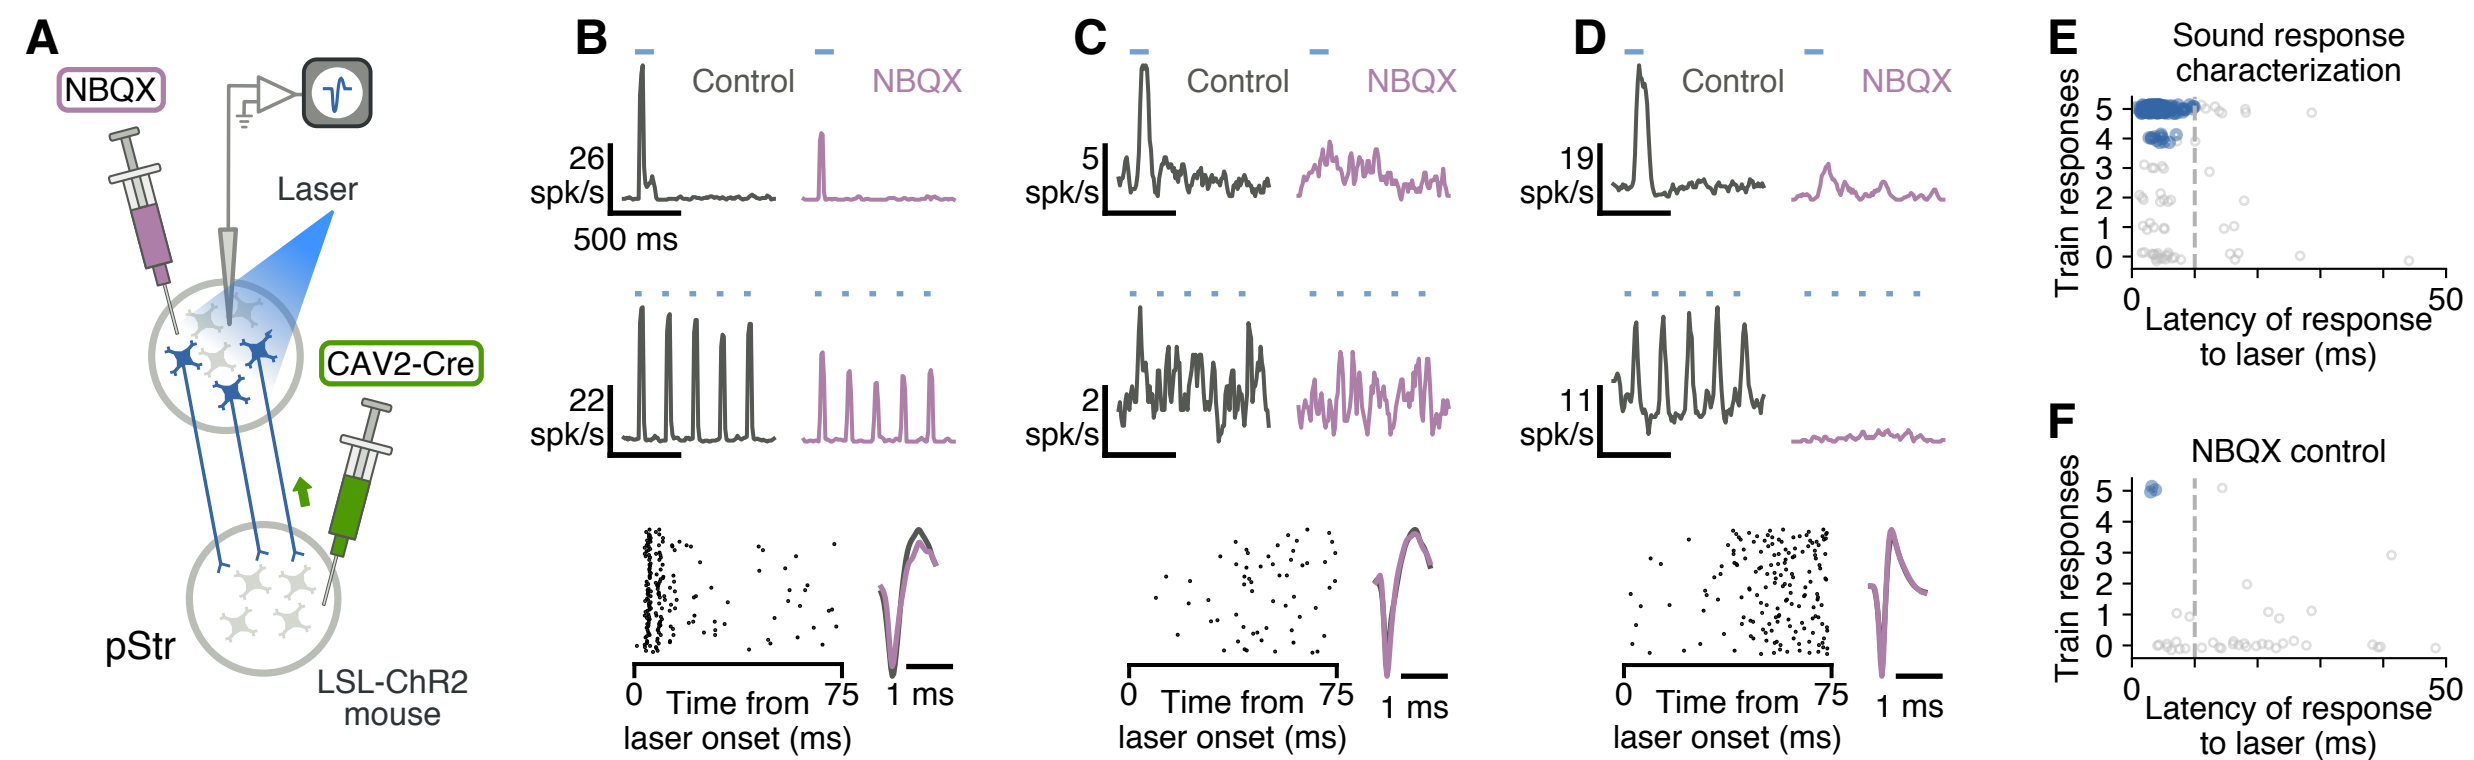 A
NBQX
Laser
CAV2-Cre
pStr
LSL-ChR2
mouse
B
Control
NBQX
26
spk/s
500 ms
22
spk/s
0
75
Time from
laser onset (ms)
1 ms
C
Control
NBQX
5
spk/s
2
spk/s
0
75
Time from
laser onset (ms)
1 ms
D
Control
NBQX
19
spk/s
11
spk/s
0
75
Time from
laser onset (ms)
1 ms
E
Sound response
characterization
Train responses
5
4
3
2
1
0
0
50
Latency of response
to laser (ms)
F
NBQX control
Train responses
5
4
3
2
1
0
0
50
Latency of response
to laser (ms)